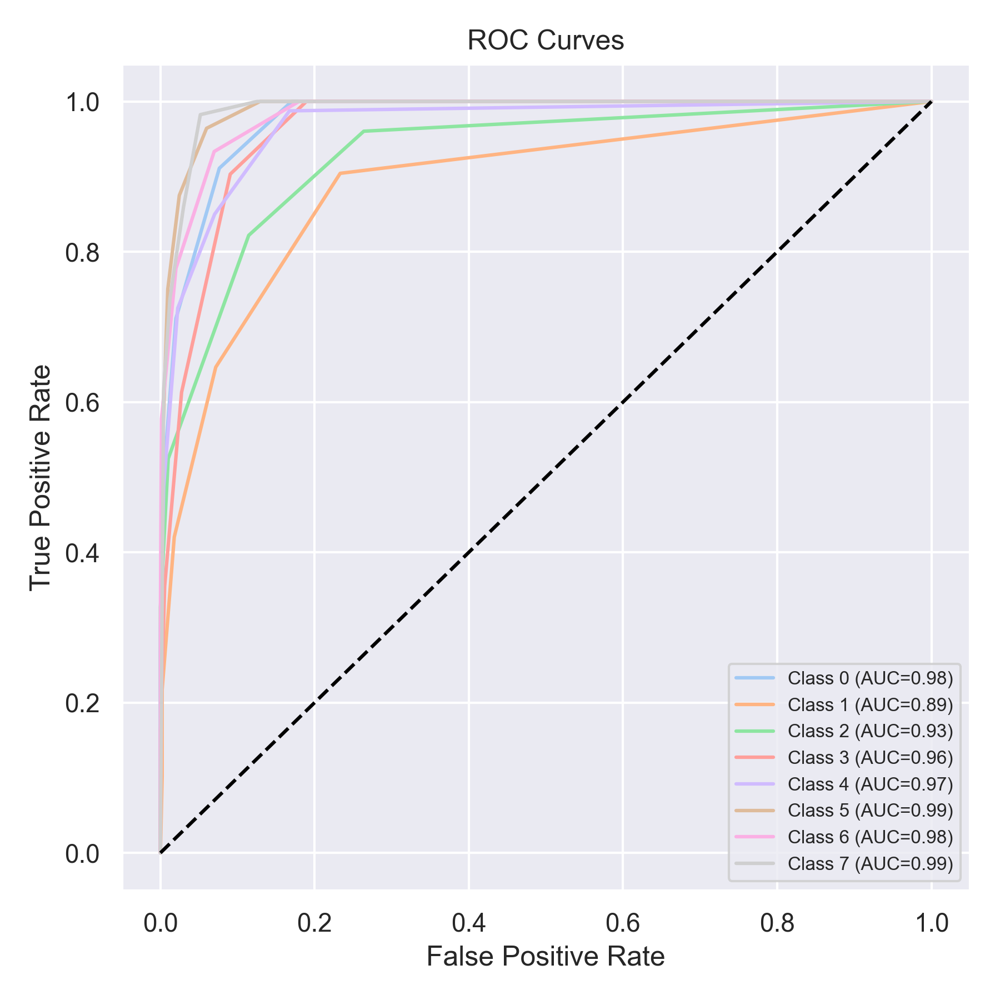 ROC Curves
1.0
0.8
0.6
0.4
0.2
0.0
True Positive Rate
Class 0 (AUC=0.98)
Class 1 (AUC=0.89)
Class 2 (AUC=0.93)
Class 3 (AUC=0.96)
Class 4 (AUC=0.97)
Class 5 (AUC=0.99)
Class 6 (AUC=0.98)
Class 7 (AUC=0.99)
0.0 0.2 0.4 0.6 0.8 1.0
False Positive Rate